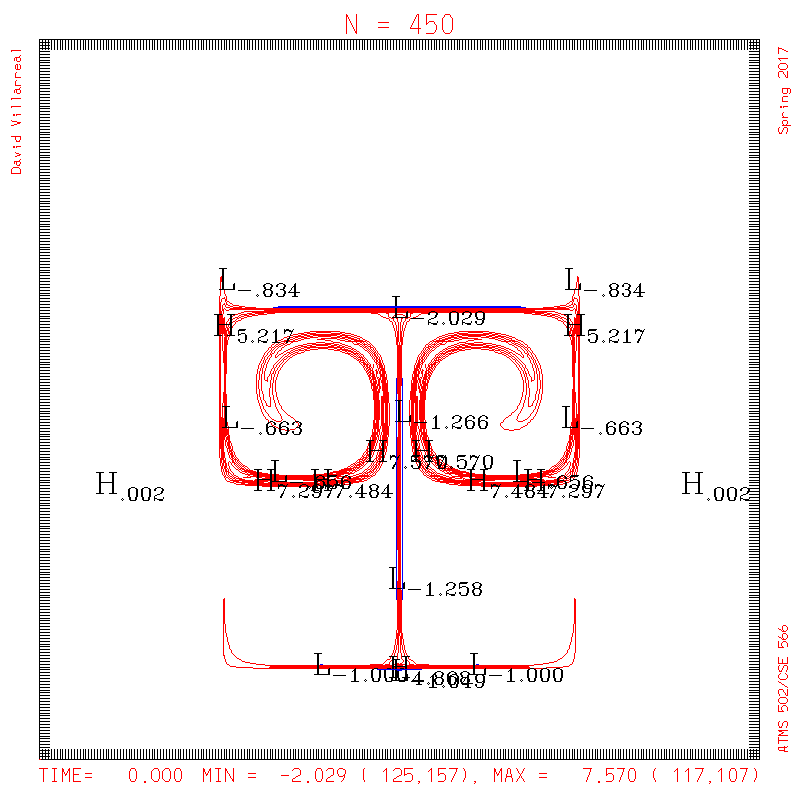 N = 450
David Villarreal
Spring 2017
L -.834
L -.834
L -2.029
H 5.217
H 5.217
L -1.266
L -.663
L -.663
H 7.570
H 7.570
L -.656
L -.656
H 7.297
H 7.484
H 7.484
H 7.297
H .002
H .002
L -1.258
L -1.000
H 4.868
L -1.049
L -1.000
ATMS 502/CSE 566
TIME= 0.000 MIN = -2.029 ( 125,157), MAX = 7.570 ( 117,107)